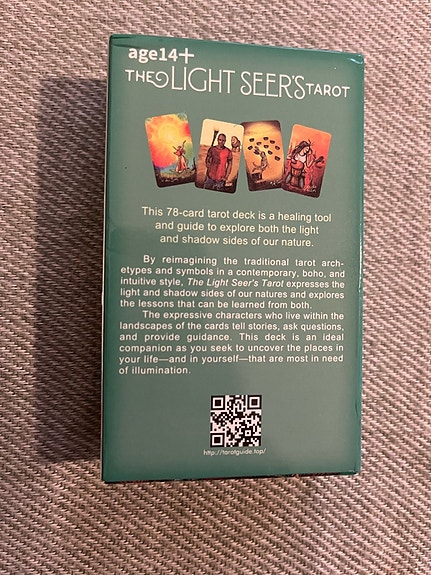 age14+
THE LIGHT SEER'S TAROT
This 78-card tarot deck is a healing tool
and guide to explore both the light
and shadow sides of our nature.
By reimagining the traditional tarot arch-
etypes and symbols in a contemporary, boho, and
intuitive style, The Light Seer's Tarot expresses the
light and shadow sides of our natures and explores
the lessons that can be learned from both.
The expressive characters who live within the
landscapes of the cards tell stories, ask questions,
and provide guidance. This deck is an ideal
companion as you seek to uncover the places in
your life—and in yourself—that are most in need
of illumination.
http://tarotguide.top/